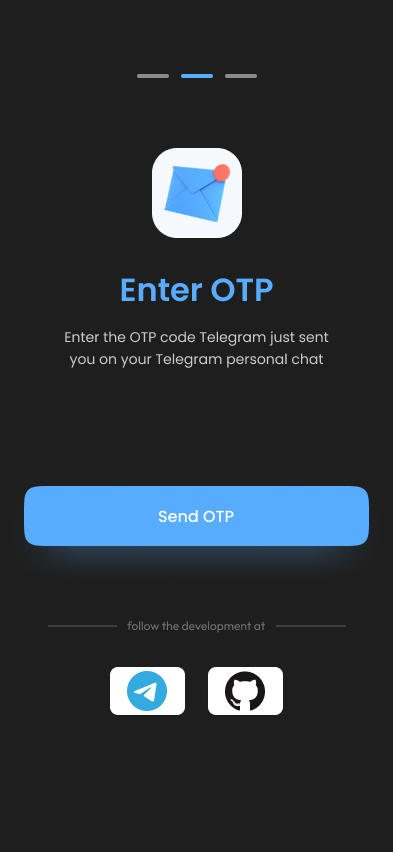 Enter OTP
Enter the OTP code Telegram just sent
you on your Telegram personal chat
Send OTP
follow the development at